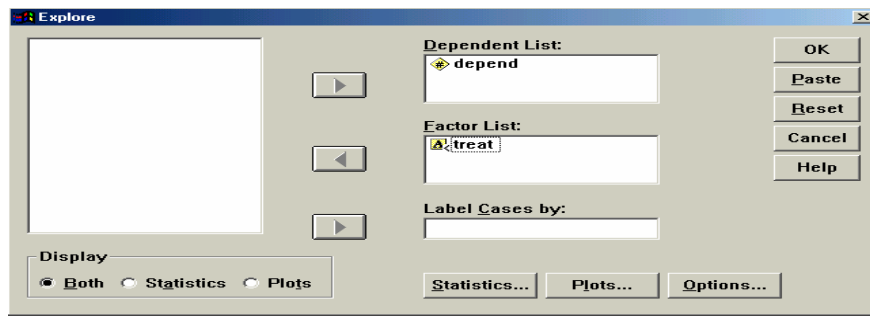 Explore
Dependent List:
depend
Factor List:
treat
Label Cases by:
Display
Both Statistics Plots
Statistics... Plots... Options...
OK
Paste
Reset
Cancel
Help